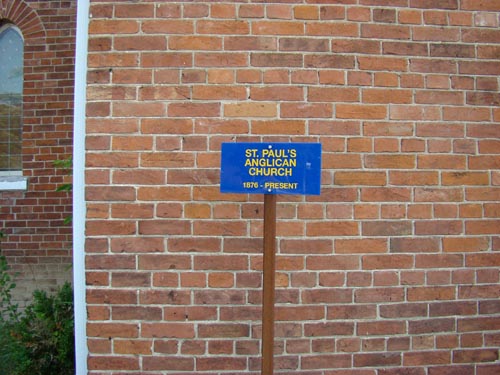 ST. PAUL'S
ANGLICAN
CHURCH
1876 - PRESENT